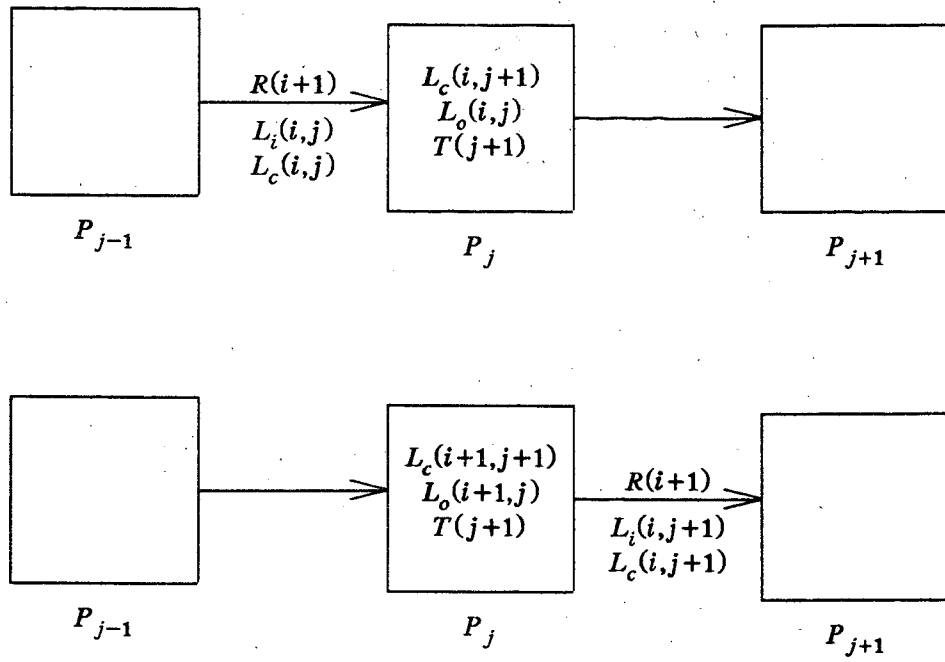 R(i+1)
L_i(i,j)
L_c(i,j)
L_c(i,j+1)
L_o(i,j)
T(j+1)
P_{j−1}
P_j
P_{j+1}
L_c(i+1,j+1)
L_o(i+1,j)
T(j+1)
R(i+1)
L_i(i,j+1)
L_c(i,j+1)
P_{j−1}
P_j
P_{j+1}